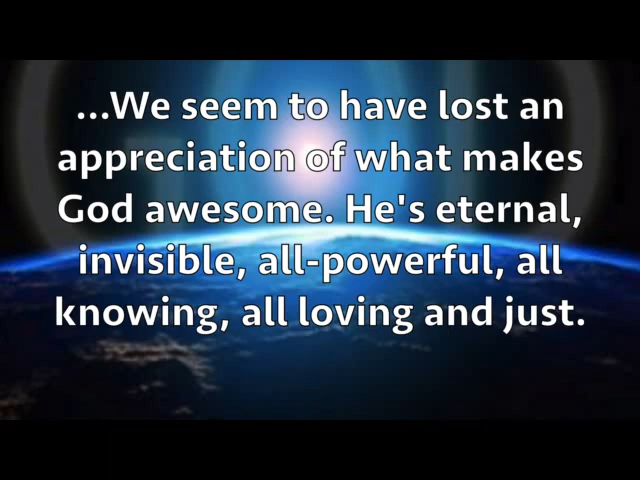 ...We seem to have lost an
appreciation of what makes
God awesome. He's eternal,
invisible, all-powerful, all
knowing, all loving and just.